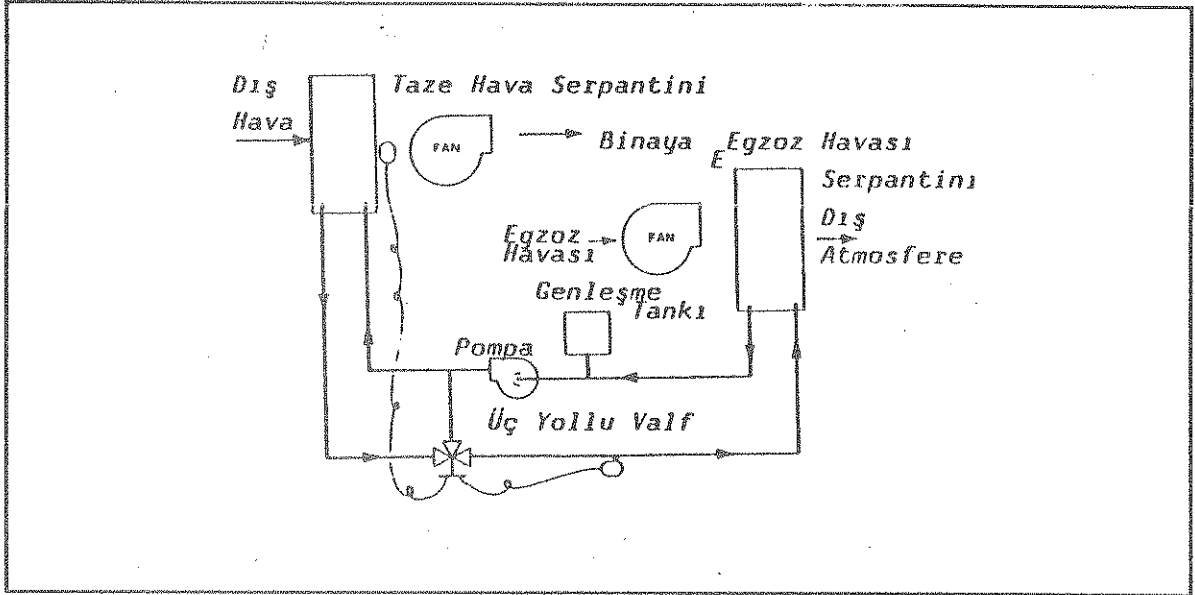 Dış
Hava
Taze Hava Serpantini
FAN
Binaya
Egzoz Havası
E
Serpantinı
Dış
Atmosfere
Egzoz
Havası
FAN
Genleşme
Tankı
Pompa
Üç Yollu Valf